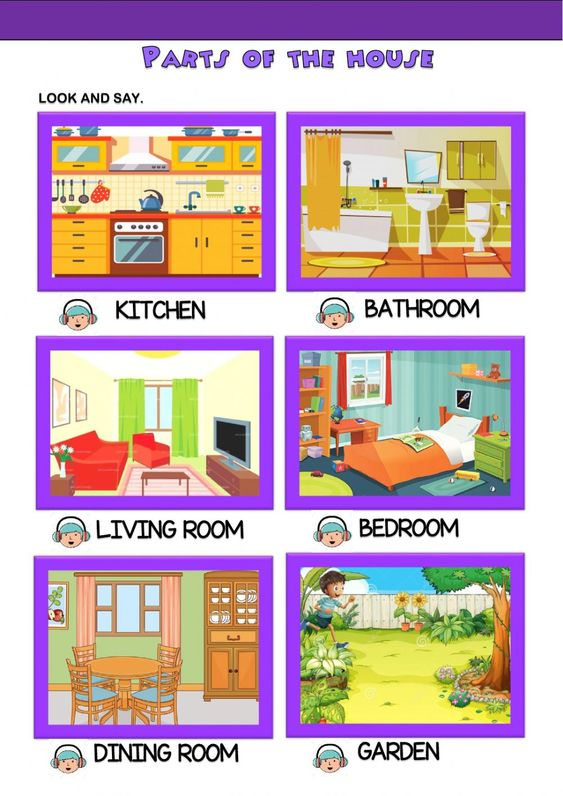 PARTS OF THE HOUSE
LOOK AND SAY.
KITCHEN
BATHROOM
LIVING ROOM
BEDROOM
DINING ROOM
GARDEN